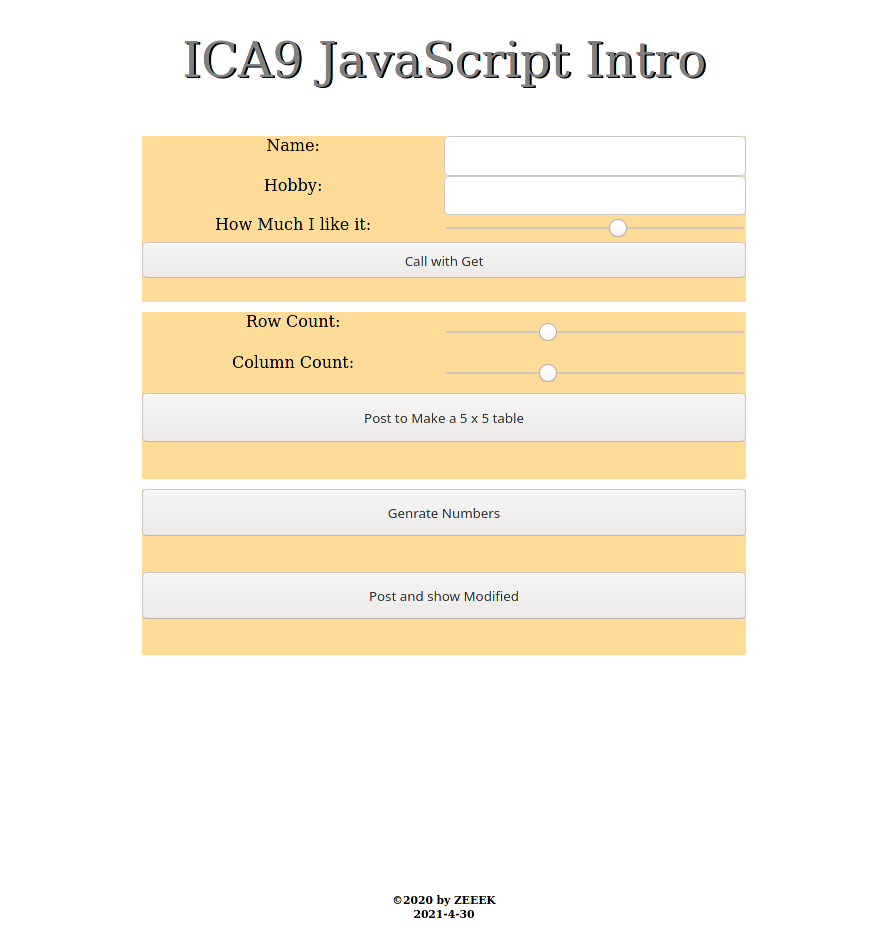 ICA9 JavaScript Intro
Name:
Hobby:
How Much I like it:
Call with Get
Row Count:
Column Count:
Post to Make a 5 x 5 table
Genrate Numbers
Post and show Modified
©2020 by ZEEEK
2021-4-30